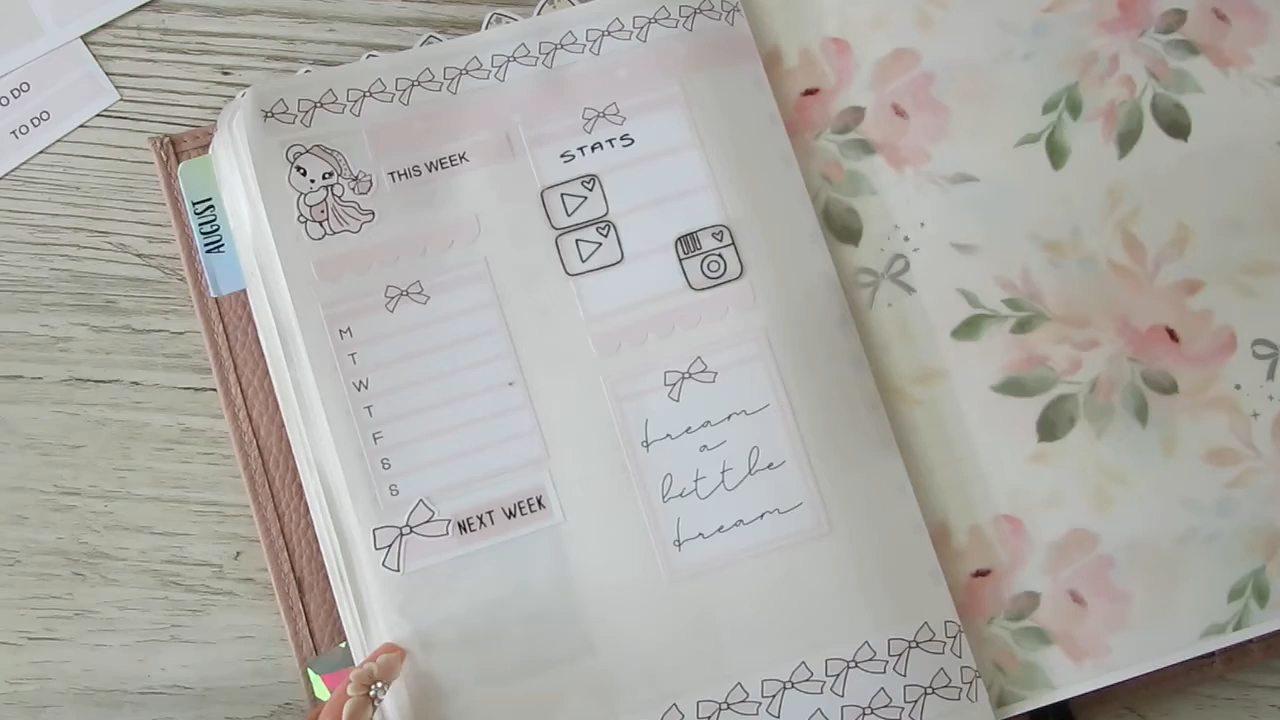 TO DO
TO DO
AUGUST
THIS WEEK
M
T
W
T
F
S
S
NEXT WEEK
STATS
dream
a
little
dream